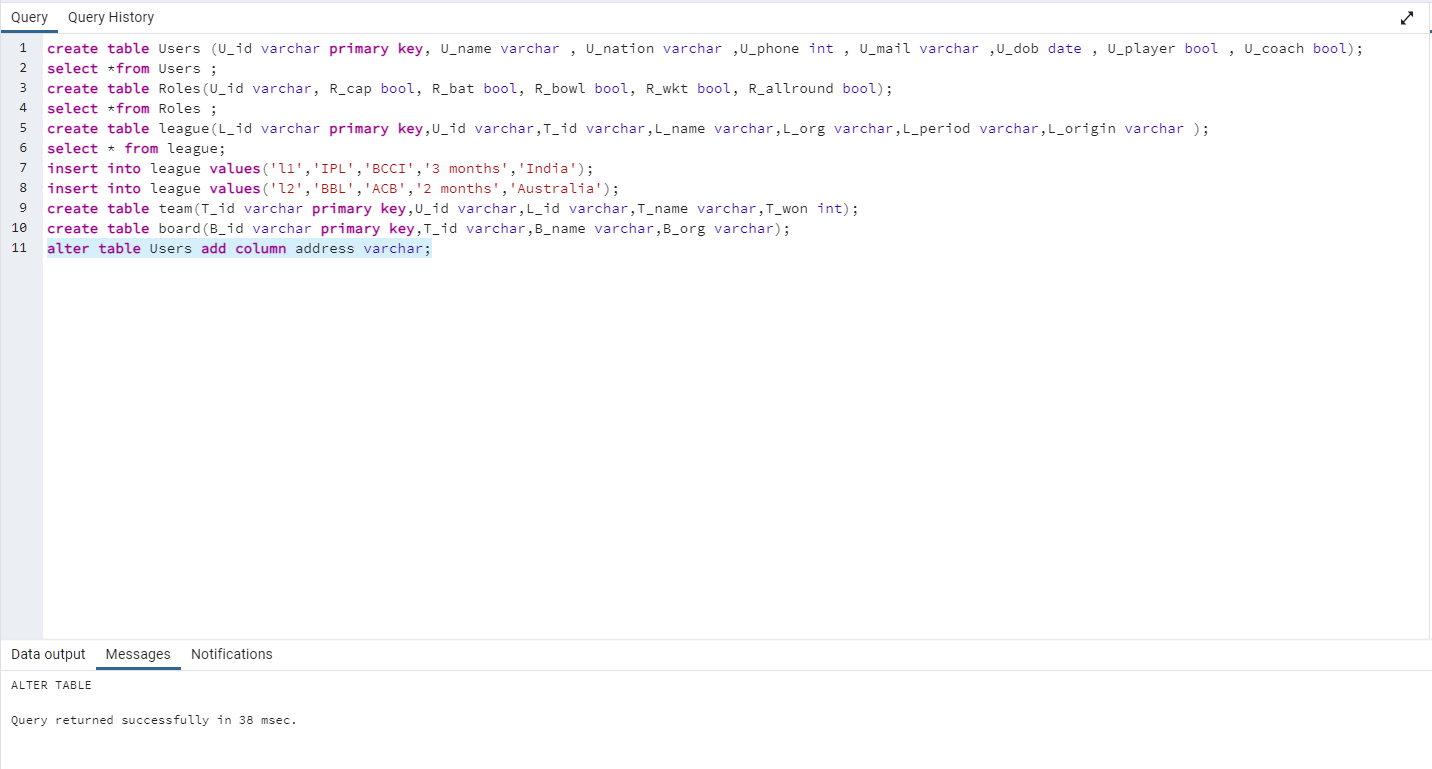 Query Query History
1 create table Users (U_id varchar primary key, U_name varchar , U_nation varchar ,U_phone int , U_mail varchar ,U_dob date , U_player bool , U_coach bool);
2 select *from Users ;
3 create table Roles(U_id varchar, R_cap bool, R_bat bool, R_bowl bool, R_wkt bool, R_allround bool);
4 select *from Roles ;
5 create table league(L_id varchar primary key,U_id varchar,T_id varchar,L_name varchar,L_org varchar,L_period varchar,L_origin varchar );
6 select * from league;
7 insert into league values('l1','IPL','BCCI','3 months','India');
8 insert into league values('l2','BBL','ACB','2 months','Australia');
9 create table team(T_id varchar primary key,U_id varchar,L_id varchar,T_name varchar,T_won int);
10 create table board(B_id varchar primary key,T_id varchar,B_name varchar,B_org varchar);
11 alter table Users add column address varchar;
Data output Messages Notifications
ALTER TABLE
Query returned successfully in 38 msec.